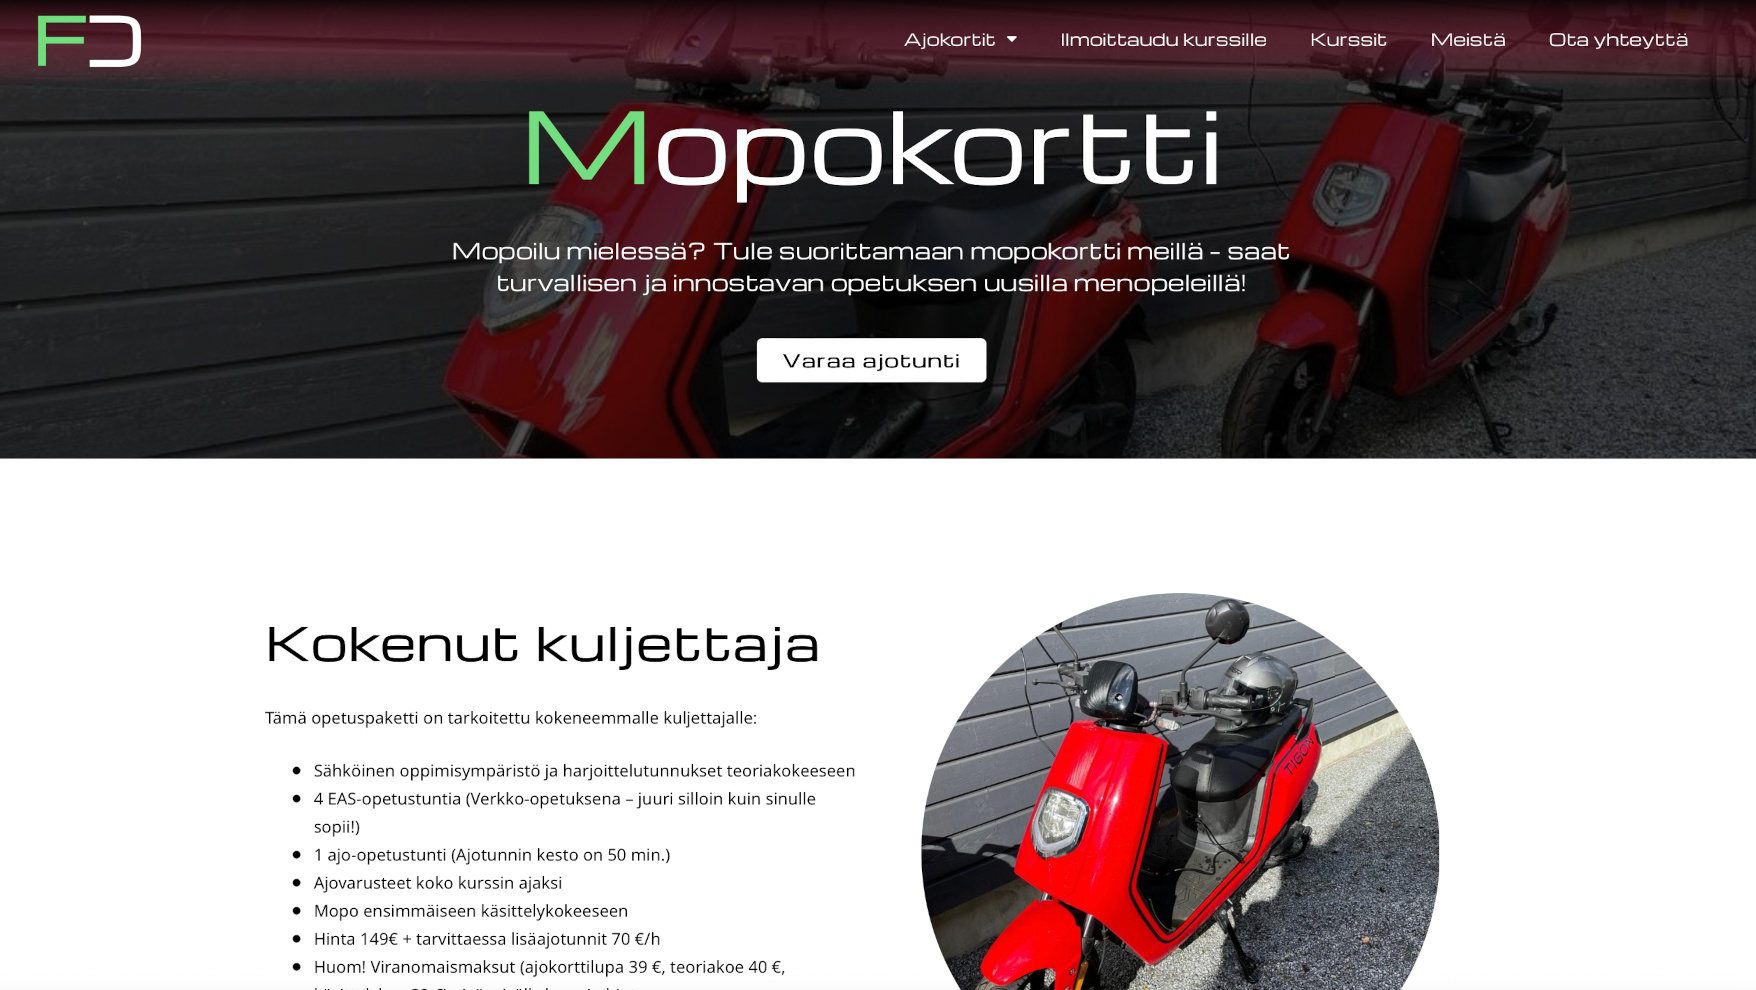 FD
Ajokortit
Ilmoittaudu kurssille
Kurssit
Meistä
Ota yhteyttä
Mopokortti
Mopoilu mielessä? Tule suorittamaan mopokortti meillä – saat
turvallisen ja innostavan opetuksen uusilla menopeleillä!
Varaa ajotunti
Kokenut kuljettaja
Tämä opetuspaketti on tarkoitettu kokeneemmalle kuljettajalle:
Sähköinen oppimisympäristö ja harjoittelutunnukset teoriakokeeseen
4 EAS-opetustuntia (Verkko-opetuksena – juuri silloin kuin sinulle
sopii!)
1 ajo-opetustunti (Ajotunnin kesto on 50 min.)
Ajovarusteet koko kurssin ajaksi
Mopo ensimmäiseen käsittelykokeeseen
Hinta 149€ + tarvittaessa lisäajotunnit 70 €/h
Huom! Viranomaismaksut (ajokorttilupa 39 €, teoriakoe 40 €,
TIGON